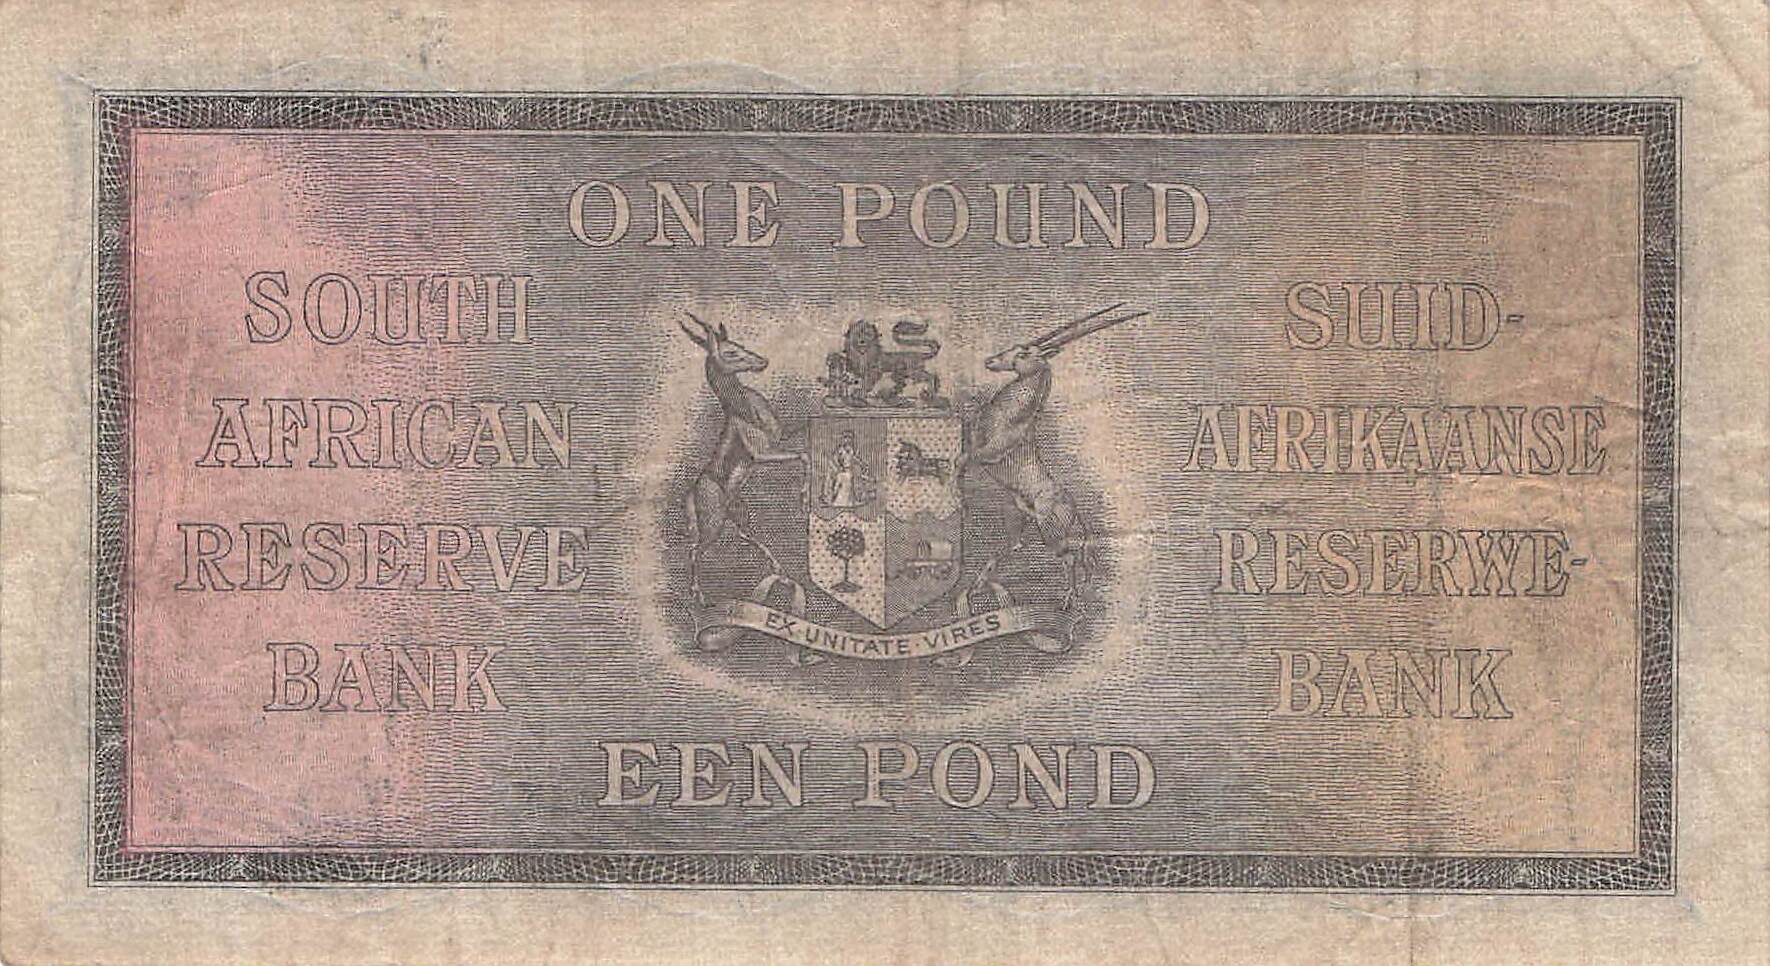 ONE POUND
SOUTH
AFRICAN
RESERVE
BANK
SUID-
AFRIKAANSE
RESERWE-
BANK
EX·UNITATE·VIRES
EEN POND